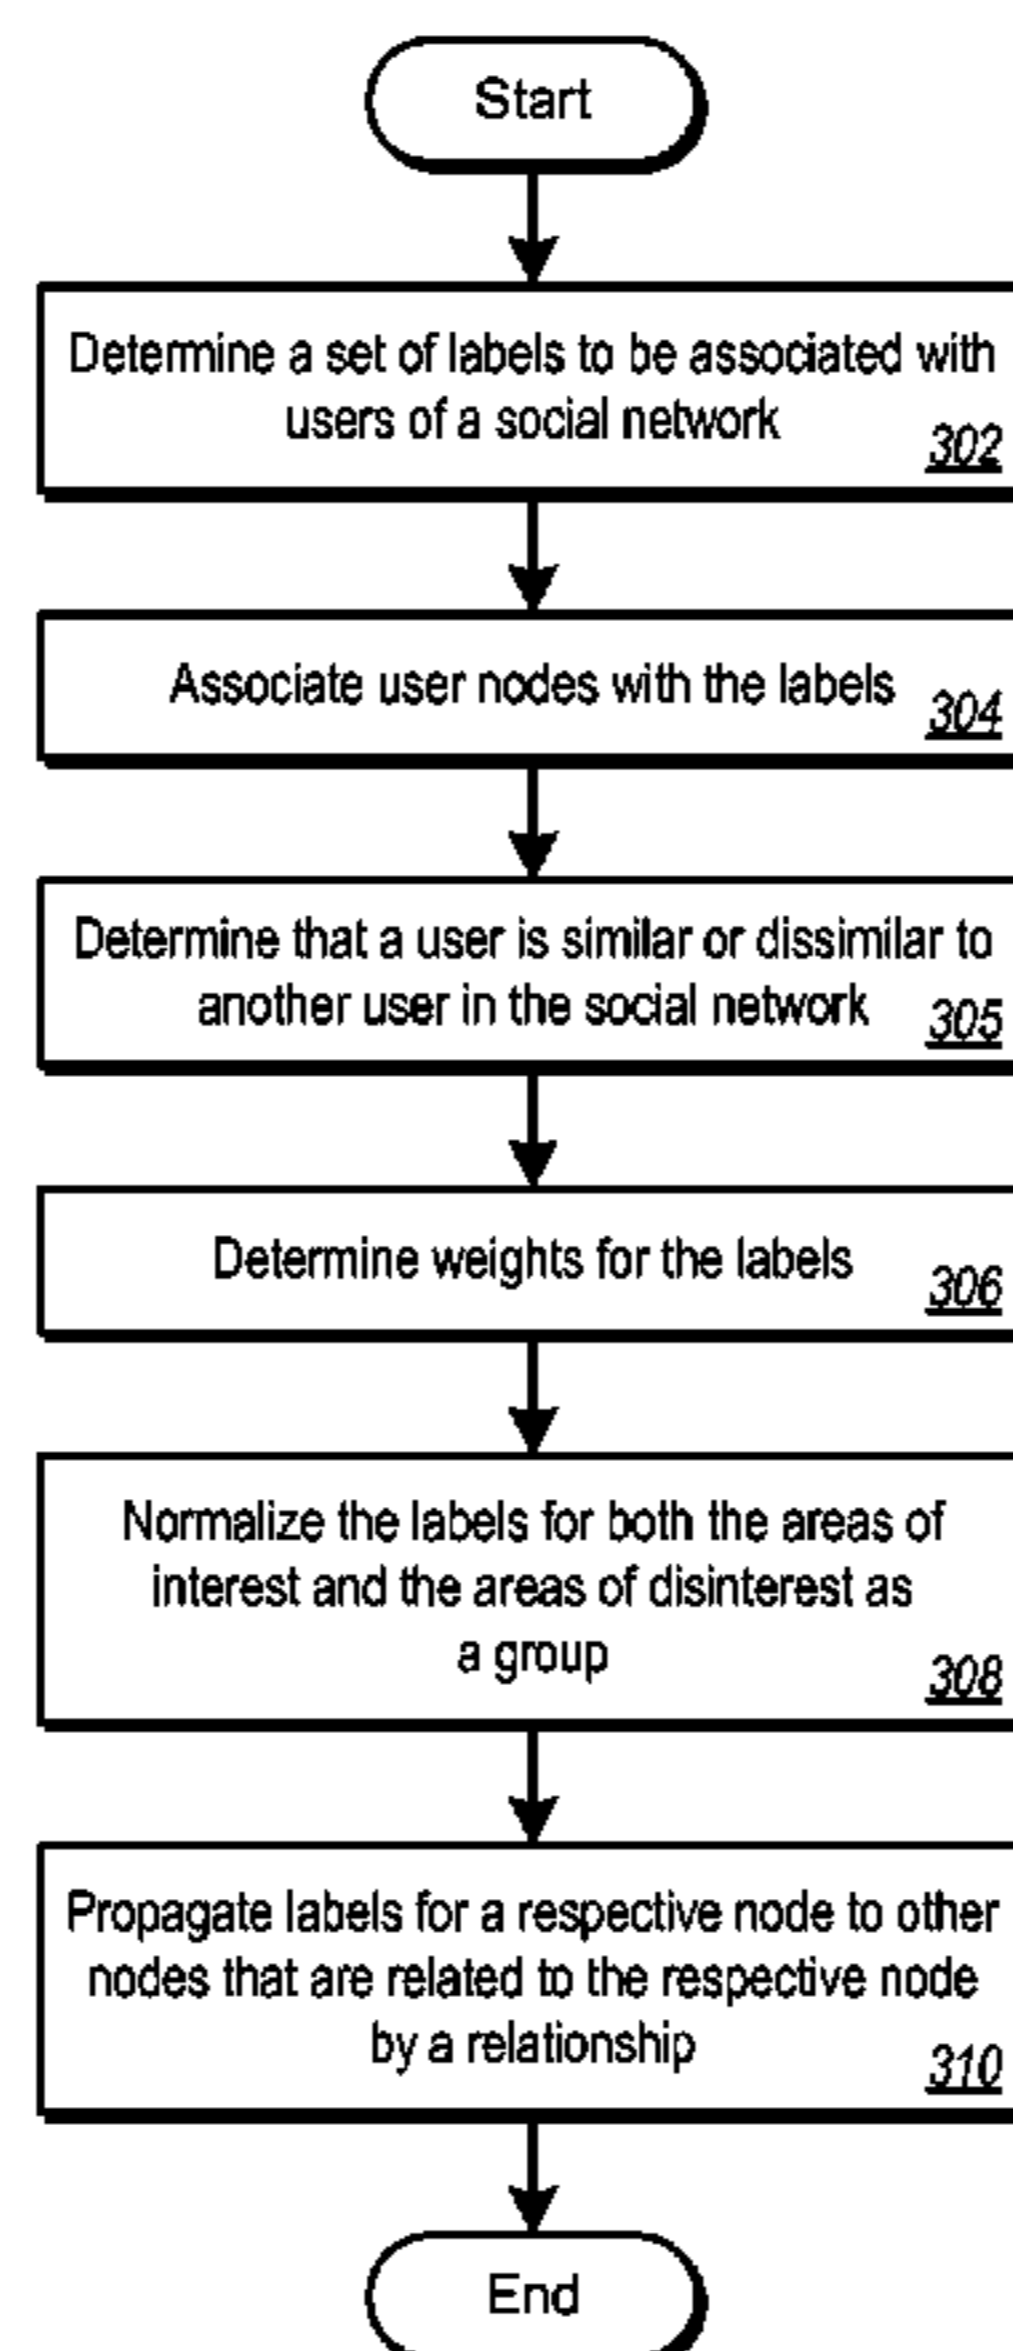 Start
Determine a set of labels to be associated with
users of a social network
302
Associate user nodes with the labels
304
Determine that a user is similar or dissimilar to
another user in the social network
305
Determine weights for the labels
306
Normalize the labels for both the areas of
interest and the areas of disinterest as
a group
308
Propagate labels for a respective node to other
nodes that are related to the respective node
by a relationship
310
End